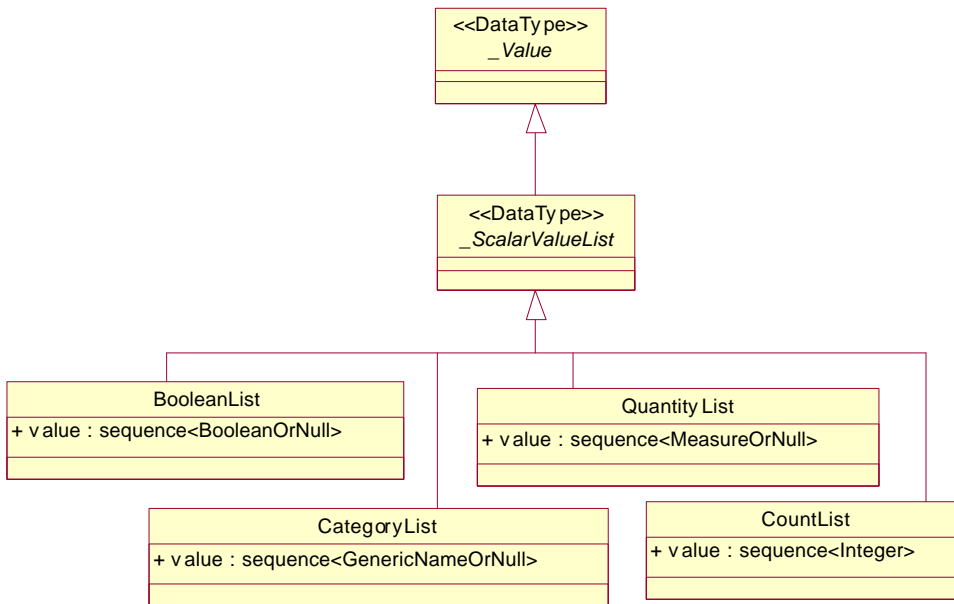 <<DataType>>
_Value
<<DataType>>
_ScalarValueList
BooleanList
+ value : sequence<BooleanOrNull>
QuantityList
+ value : sequence<MeasureOrNull>
CategoryList
+ value : sequence<GenericNameOrNull>
CountList
+ value : sequence<Integer>